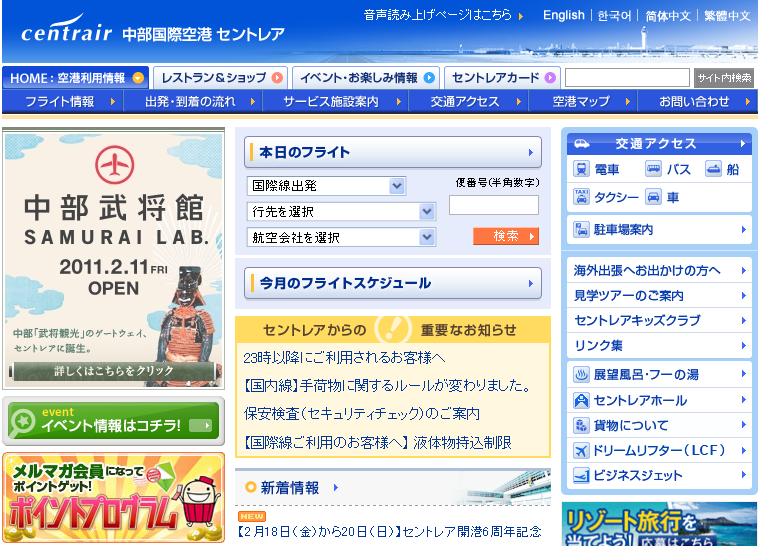 音声読み上げページはこちら
English
한국어
简体中文
繁體中文
centrair 中部国際空港 セントレア
HOME：空港利用情報
レストラン&ショップ
イベント・お楽しみ情報
セントレアカード
サイト内検索
フライト情報
出発・到着の流れ
サービス施設案内
交通アクセス
空港マップ
お問い合わせ
中部武将館
SAMURAI LAB.
2011.2.11 FRI
OPEN
中部「武将観光」のゲートウェイ、
セントレアに誕生。
詳しくはこちらをクリック
event
イベント情報はコチラ!
メルマガ会員になって
ポイントゲット!
ポイントプログラム
本日のフライト
国際線出発
便番号(半角数字)
行先を選択
航空会社を選択
検索
今月のフライトスケジュール
セントレアからの
重要なお知らせ
23時以降にご利用されるお客様へ
【国内線】手荷物に関するルールが変わりました。
保安検査（セキュリティチェック）のご案内
【国際線ご利用のお客様へ】 液体物持込制限
新着情報
NEW
【２月18日（金）から20日（日）】セントレア開港6周年記念
交通アクセス
電車
バス
船
TAXI
タクシー
車
駐車場案内
海外出張へお出かけの方へ
見学ツアーのご案内
セントレアキッズクラブ
リンク集
展望風呂・フーの湯
セントレアホール
貨物について
ドリームリフター（LCF）
ビジネスジェット
リゾート旅行を
当てよう!
応募はこちら